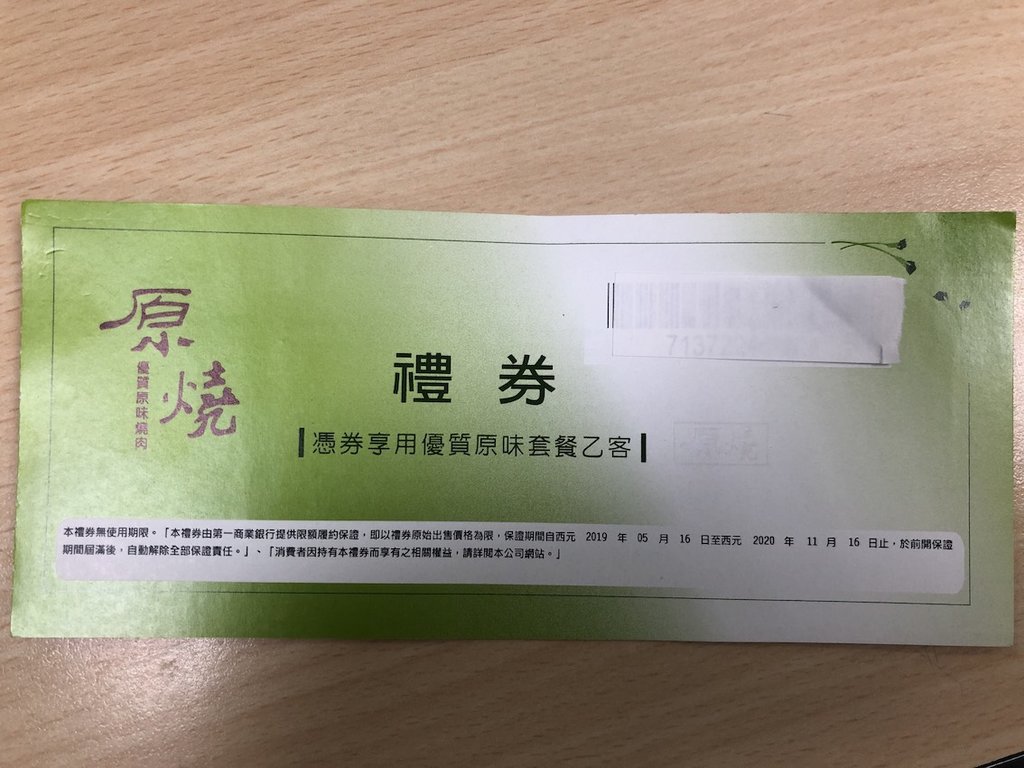 原燒
優質原味燒肉
禮券
憑券享用優質原味套餐乙客
原燒
本禮券無使用期限。「本禮券由第一商業銀行提供限額履約保證，即以禮券原始出售價格為限，保證期間自西元 2019 年 05 月 16 日至西元 2020 年 11 月 16 日止，於前開保證
期間屆滿後，自動解除全部保證責任。」、「消費者因持有本禮券而享有之相關權益，請詳閱本公司網站。」